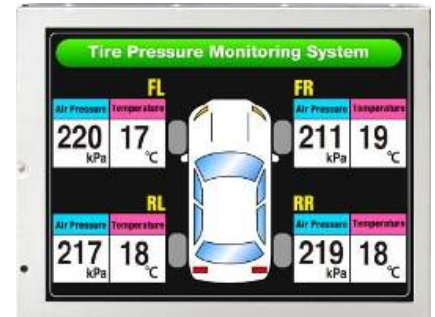 Tire Pressure Monitoring System
FL FR
Air Pressure Temperature Air Pressure Temperature
220 17 211 19
kPa °C kPa °C
RL RR
Air Pressure Temperature Air Pressure Temperature
217 18 219 18
kPa °C kPa °C